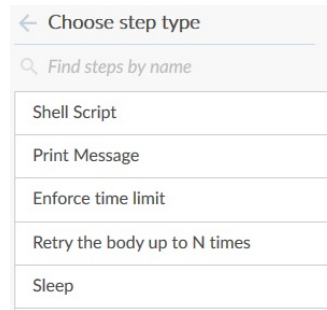 Choose step type
Find steps by name
Shell Script
Print Message
Enforce time limit
Retry the body up to N times
Sleep